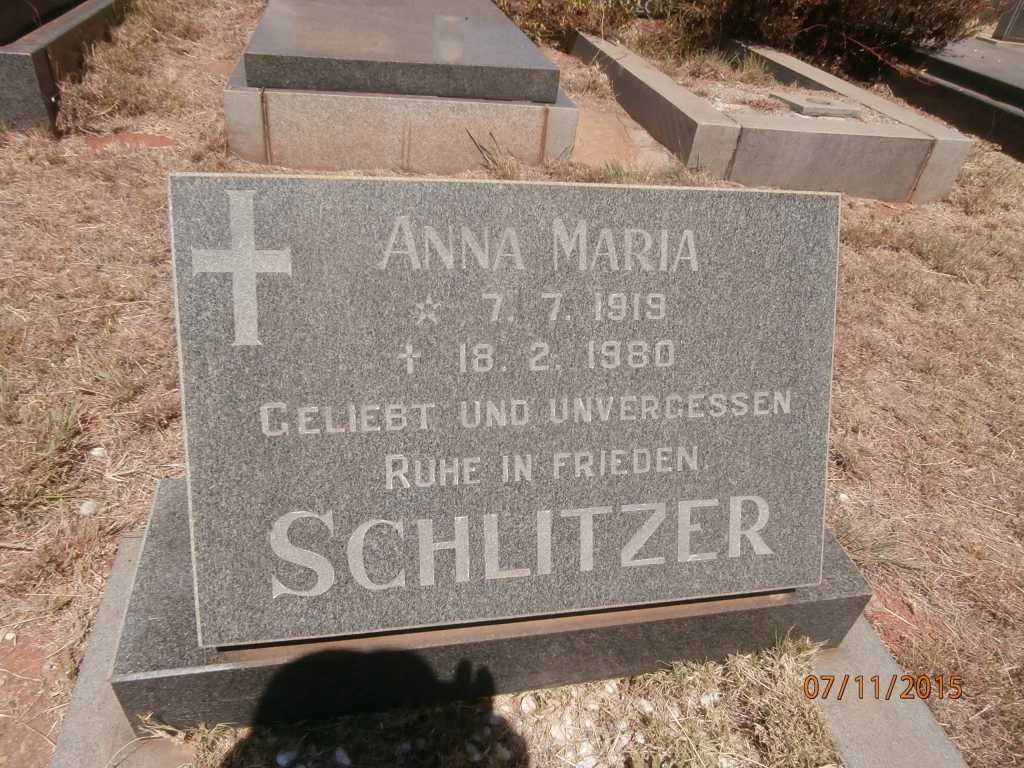 ANNA MARIA
* 7. 7. 1919
† 18. 2. 1980
GELIEBT UND UNVERGESSEN
RUHE IN FRIEDEN
SCHLITZER
07/11/2015